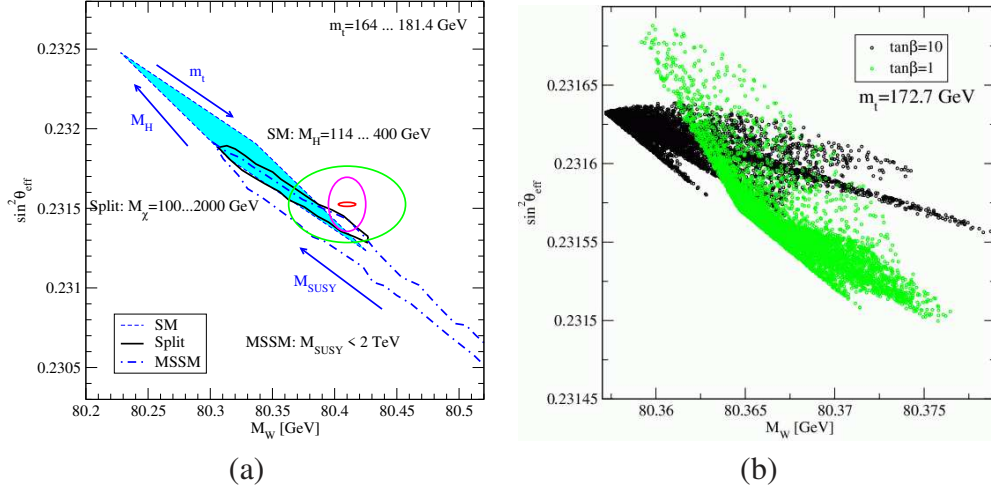 m_t=164 ... 181.4 GeV
0.2325
0.232
0.2315
0.231
0.2305
sin²θ_eff
m_t
M_H
SM: M_H=114 ... 400 GeV
Split: M_χ=100...2000 GeV
M_SUSY
MSSM: M_SUSY < 2 TeV
SM
Split
MSSM
80.2 80.25 80.3 80.35 80.4 80.45 80.5
M_W [GeV]
(a)
tanβ=10
tanβ=1
m_t=172.7 GeV
0.23165
0.2316
0.23155
0.2315
0.23145
sin²θ_eff
80.36 80.365 80.37 80.375
M_W [GeV]
(b)